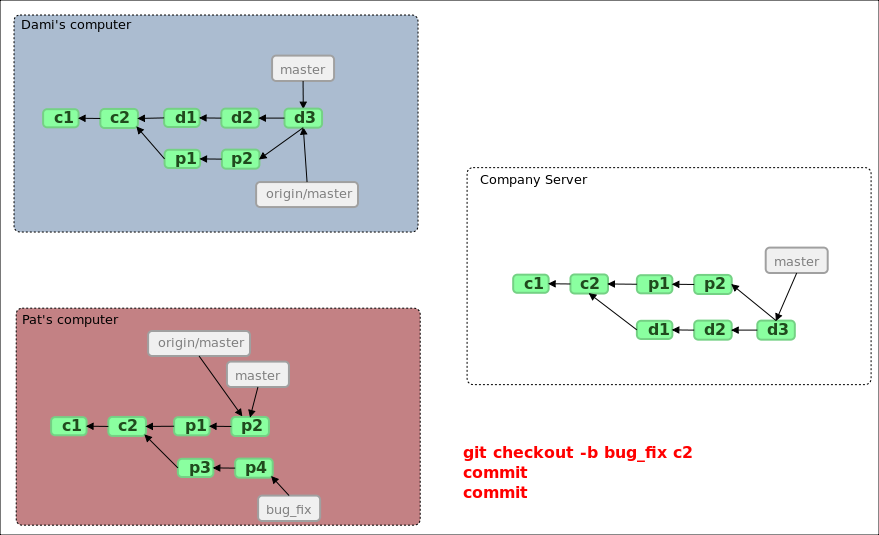 Dami's computer
master
c1 c2 d1 d2 d3
p1 p2
origin/master
Company Server
master
c1 c2 p1 p2
d1 d2 d3
Pat's computer
origin/master
master
c1 c2 p1 p2
p3 p4
bug_fix
git checkout -b bug_fix c2
commit
commit